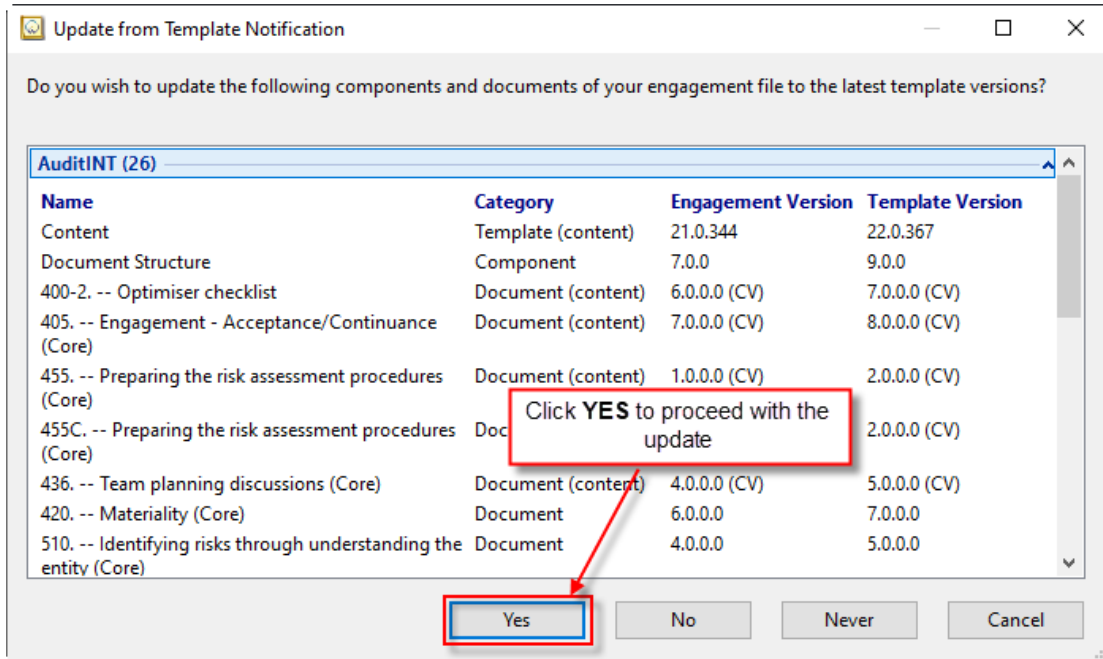 Update from Template Notification
Do you wish to update the following components and documents of your engagement file to the latest template versions?
AuditINT (26)
Name Category Engagement Version Template Version
Content Template (content) 21.0.344 22.0.367
Document Structure Component 7.0.0 9.0.0
400-2. -- Optimiser checklist Document (content) 6.0.0.0 (CV) 7.0.0.0 (CV)
405. -- Engagement - Acceptance/Continuance Document (content) 7.0.0.0 (CV) 8.0.0.0 (CV)
(Core)
455. -- Preparing the risk assessment procedures Document (content) 1.0.0.0 (CV) 2.0.0.0 (CV)
(Core)
Click YES to proceed with the
update
455C. -- Preparing the risk assessment procedures Doc 2.0.0.0 (CV)
(Core)
436. -- Team planning discussions (Core) Document (content) 4.0.0.0 (CV) 5.0.0.0 (CV)
420. -- Materiality (Core) Document 6.0.0.0 7.0.0.0
510. -- Identifying risks through understanding the Document 4.0.0.0 5.0.0.0
entity (Core)
Yes No Never Cancel